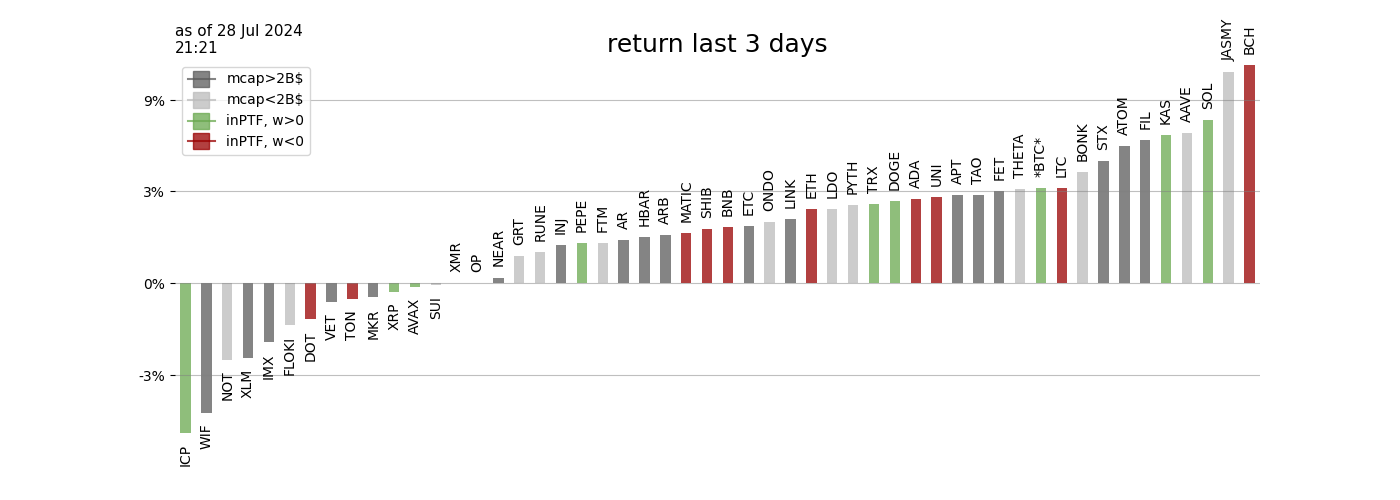 as of 28 Jul 2024
21:21
return last 3 days
mcap>2B$
mcap<2B$
inPTF, w>0
inPTF, w<0
9%
3%
0%
-3%
ICP
WIF
NOT
XLM
IMX
FLOKI
DOT
VET
TON
MKR
XRP
AVAX
SUI
XMR
OP
NEAR
GRT
RUNE
INJ
PEPE
FTM
AR
HBAR
ARB
MATIC
SHIB
BNB
ETC
ONDO
LINK
ETH
LDO
PYTH
TRX
DOGE
ADA
UNI
APT
TAO
FET
THETA
*BTC*
LTC
BONK
STX
ATOM
FIL
KAS
AAVE
SOL
JASMY
BCH